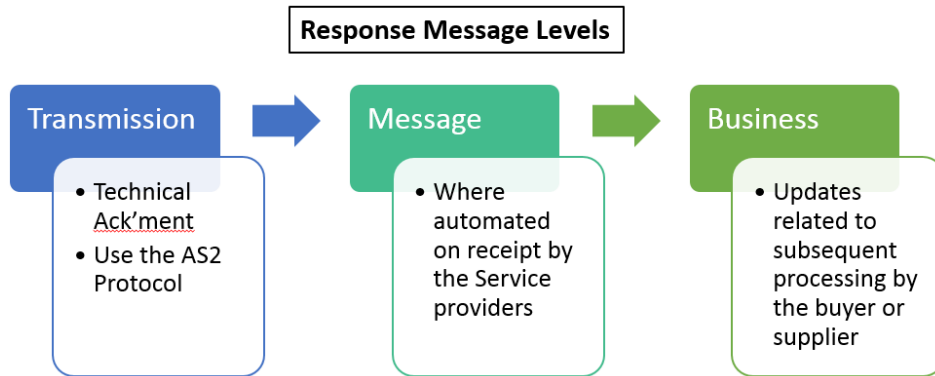 Response Message Levels
Transmission
• Technical
Ack'ment
• Use the AS2
Protocol
Message
• Where
automated
on receipt by
the Service
providers
Business
• Updates
related to
subsequent
processing by
the buyer or
supplier